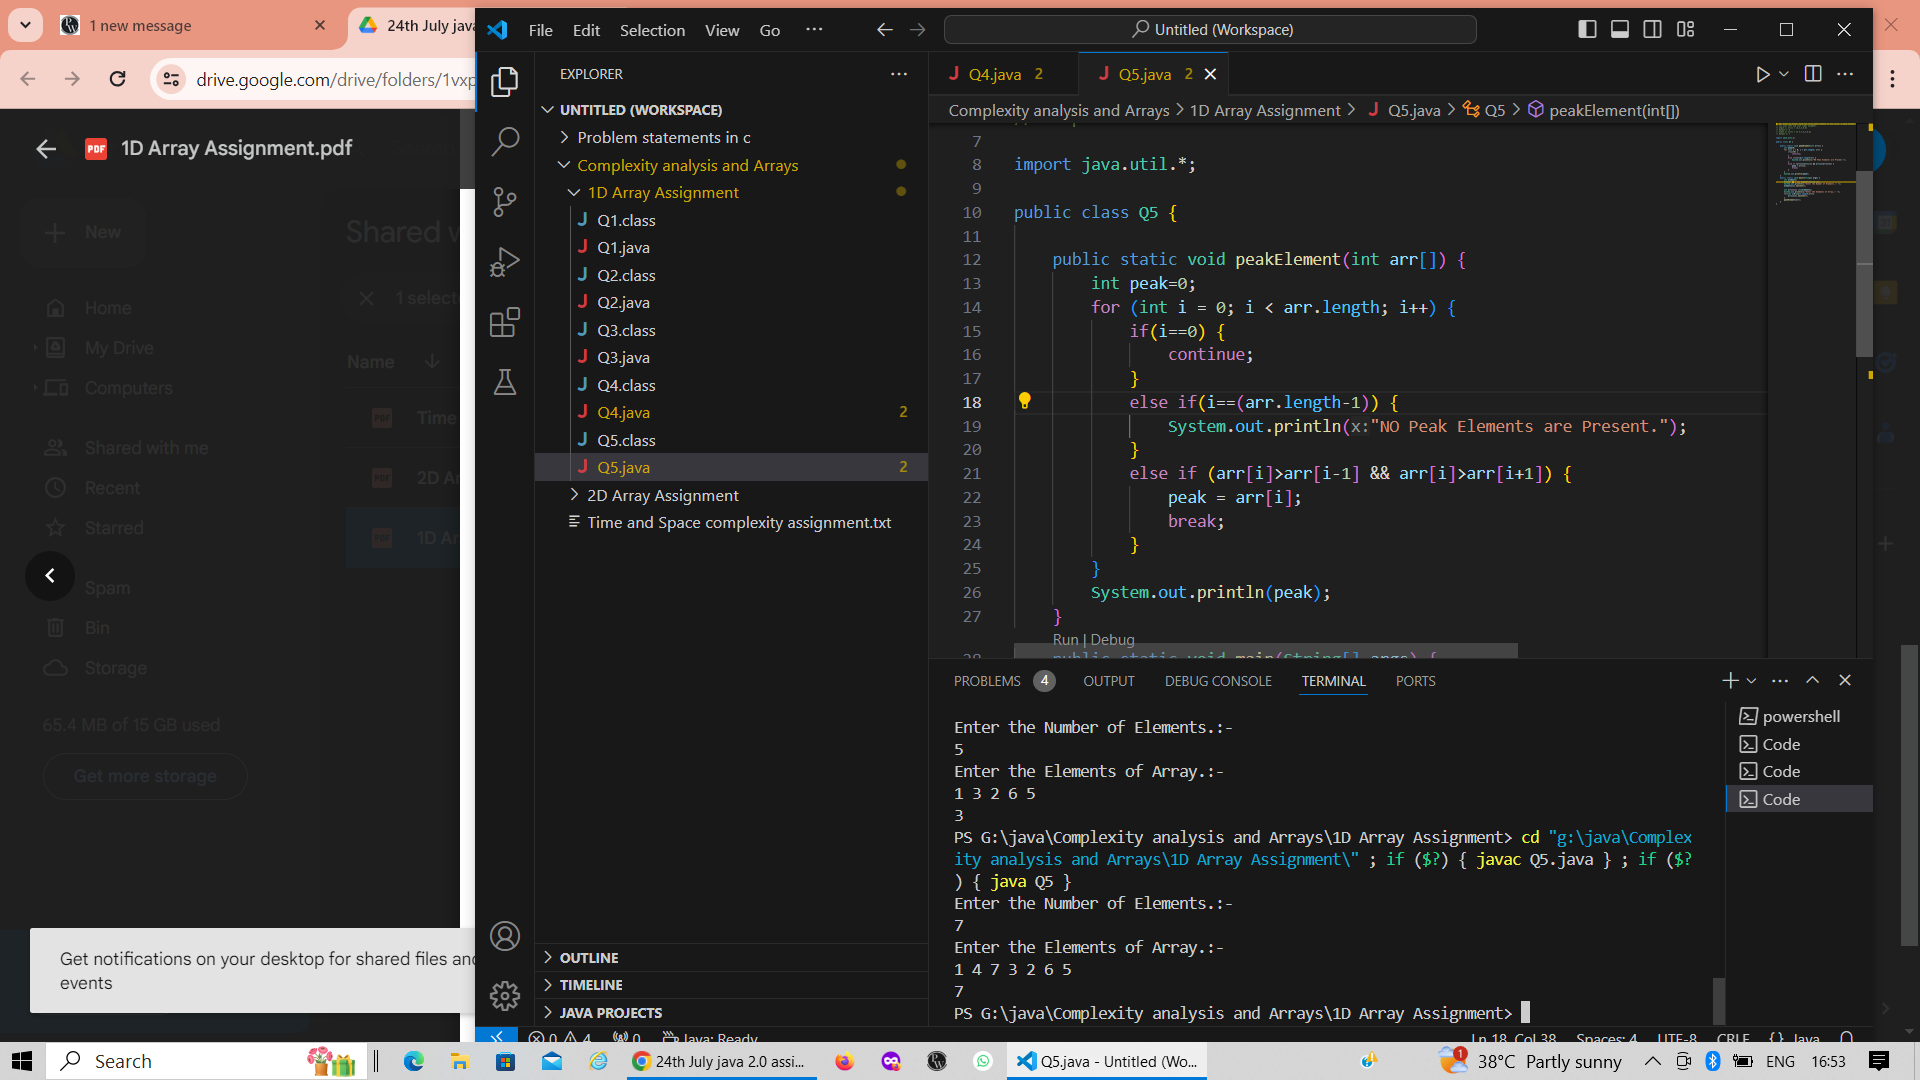 1 new message
24th July java
drive.google.com/drive/folders/1vxp
PDF
1D Array Assignment.pdf
New
Shared w
Home
My Drive
Computers
1 select
Name
Time
2D Ar
1D Ar
Shared with me
Recent
Starred
Spam
Bin
Storage
65.4 MB of 15 GB used
Get more storage
Get notifications on your desktop for shared files and
events
File Edit Selection View Go ···
Untitled (Workspace)
EXPLORER
UNTITLED (WORKSPACE)
Problem statements in c
Complexity analysis and Arrays
1D Array Assignment
J Q1.class
J Q1.java
J Q2.class
J Q2.java
J Q3.class
J Q3.java
J Q4.class
J Q4.java 2
J Q5.class
J Q5.java 2
2D Array Assignment
Time and Space complexity assignment.txt
OUTLINE
TIMELINE
JAVA PROJECTS
J Q4.java 2
J Q5.java 2
Complexity analysis and Arrays > 1D Array Assignment > J Q5.java > Q5 > peakElement(int[])
7
8 import java.util.*;
9
10 public class Q5 {
11
12 public static void peakElement(int arr[]) {
13 int peak=0;
14 for (int i = 0; i < arr.length; i++) {
15 if(i==0) {
16 continue;
17 }
18 else if(i==(arr.length-1)) {
19 System.out.println(x:"NO Peak Elements are Present.");
20 }
21 else if (arr[i]>arr[i-1] && arr[i]>arr[i+1]) {
22 peak = arr[i];
23 break;
24 }
25 }
26 System.out.println(peak);
27 }
Run | Debug
28 public static void main(String[] args) {
PROBLEMS 4 OUTPUT DEBUG CONSOLE TERMINAL PORTS
Enter the Number of Elements.:-
5
Enter the Elements of Array.:-
1 3 2 6 5
3
PS G:\java\Complexity analysis and Arrays\1D Array Assignment> cd "g:\java\Complex
ity analysis and Arrays\1D Array Assignment\" ; if ($?) { javac Q5.java } ; if ($?
) { java Q5 }
Enter the Number of Elements.:-
7
Enter the Elements of Array.:-
1 4 7 3 2 6 5
7
PS G:\java\Complexity analysis and Arrays\1D Array Assignment>
powershell
Code
Code
Code
0 4 0 Java: Ready
Ln 18, Col 38 Spaces: 4 UTF-8 CRLF {} Java
Search
24th July java 2.0 assi...
Q5.java - Untitled (Wo...
1
38°C Partly sunny
ENG
16:53